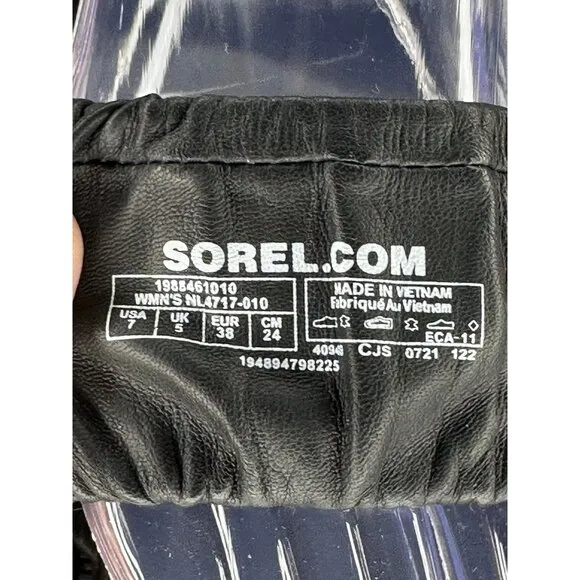 SOREL.COM
1988461010
WMN'S NL4717-010
USA 7 UK 5 EUR 38 CM 24
MADE IN VIETNAM
Fabriqué Au Vietnam
ECA-11
4094 CJS 0721 122
194894798225